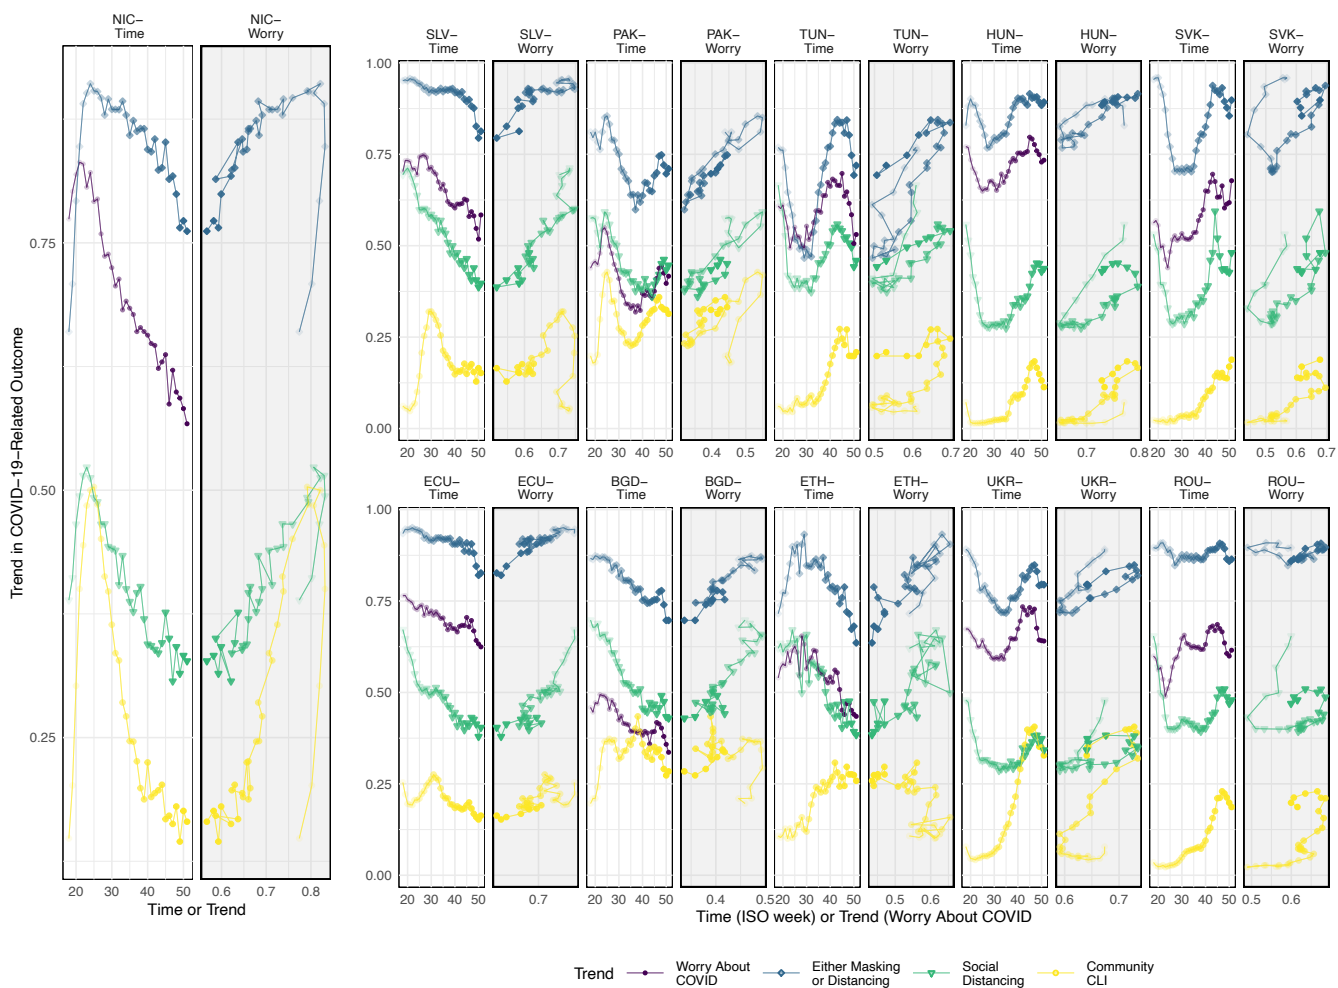 NIC−
Time
NIC−
Worry
0.75
0.50
0.25
20 30 40 50
0.6 0.7 0.8
Time or Trend
Trend in COVID−19−Related Outcome
SLV−
Time
SLV−
Worry
PAK−
Time
PAK−
Worry
TUN−
Time
TUN−
Worry
HUN−
Time
HUN−
Worry
SVK−
Time
SVK−
Worry
1.00
0.75
0.50
0.25
0.00
20 30 40 50 0.6 0.7 20 30 40 50 0.4 0.5 20 30 40 50 0.5 0.6 0.7 20 30 40 50 0.7 0.8 20 30 40 50 0.5 0.6 0.7
ECU−
Time
ECU−
Worry
BGD−
Time
BGD−
Worry
ETH−
Time
ETH−
Worry
UKR−
Time
UKR−
Worry
ROU−
Time
ROU−
Worry
1.00
0.75
0.50
0.25
0.00
20 30 40 50 0.7 20 30 40 50 0.4 0.5 20 30 40 50 0.5 0.6 20 30 40 50 0.6 0.7 20 30 40 50 0.5 0.6
Time (ISO week) or Trend (Worry About COVID
Trend
Worry About
COVID
Either Masking
or Distancing
Social
Distancing
Community
CLI